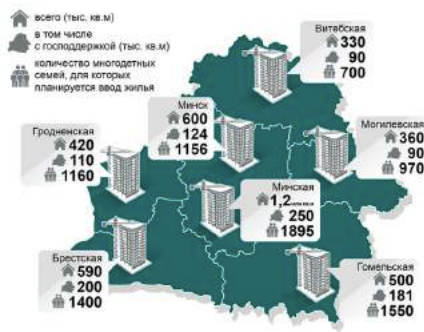 всего (тыс. кв.м)
в том числе
с господдержкой (тыс. кв.м)
количество многодетных
семей, для которых
планируется ввод жилья
Витебская
330
90
700
Минск
600
124
1156
Гродненская
420
110
1160
Могилевская
360
90
970
Минская
1,2 млн кв.м
250
1895
Брестская
590
200
1400
Гомельская
500
181
1550